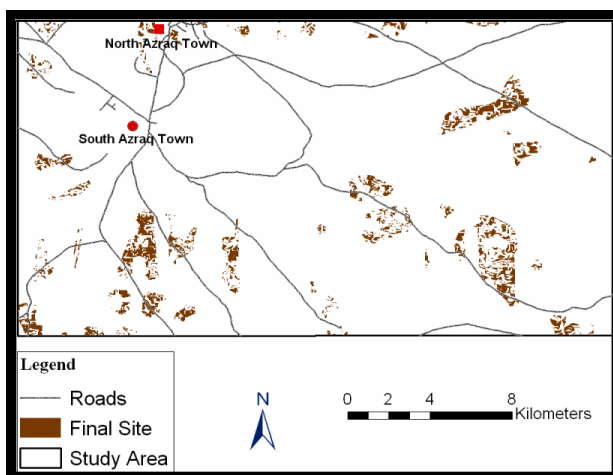 North Azraq Town
South Azraq Town
Legend
Roads
Final Site
Study Area
N
0 2 4 8
Kilometers